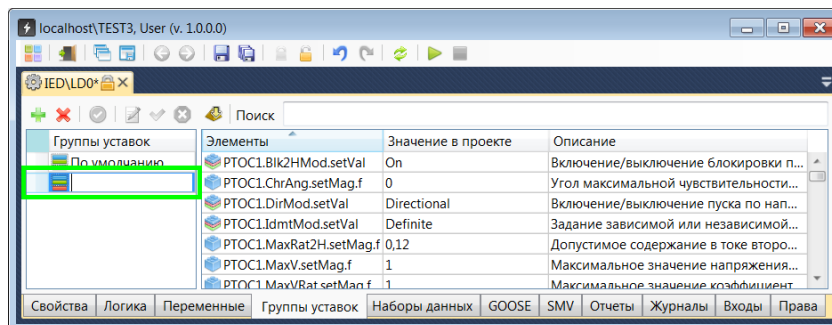 localhost\TEST3, User (v. 1.0.0.0)
IED\LD0*
Поиск
Группы уставок Элементы Значение в проекте Описание
По умолчанию PTOC1.Blk2HMod.setVal On Включение/выключение блокировки п...
PTOC1.ChrAng.setMag.f 0 Угол максимальной чувствительности...
PTOC1.DirMod.setVal Directional Включение/выключение пуска по нап...
PTOC1.IdmtMod.setVal Definite Задание зависимой или независимой...
PTOC1.MaxRat2H.setMag.f 0,12 Допустимое содержание в токе второ...
PTOC1.MaxV.setMag.f 1 Максимальное значение напряжения...
PTOC1.MaxVRat.setMag.f 1 Максимальное значение коэффициент
Свойства Логика Переменные Группы уставок Наборы данных GOOSE SMV Отчеты Журналы Входы Права